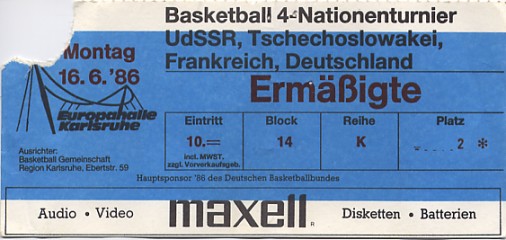 Basketball 4-Nationenturnier
UdSSR, Tschechoslowakei,
Frankreich, Deutschland
Montag
16.6.'86
Ermäßigte
Europahalle
Karlsruhe
Eintritt Block Reihe Platz
10.== 14 K 2 *
incl. MWST.
zzgl. Vorverkaufsgeb.
Ausrichter:
Basketball Gemeinschaft
Region Karlsruhe, Ebertstr. 59
Hauptsponsor '86 des Deutschen Basketballbundes
Audio • Video maxell® Disketten • Batterien